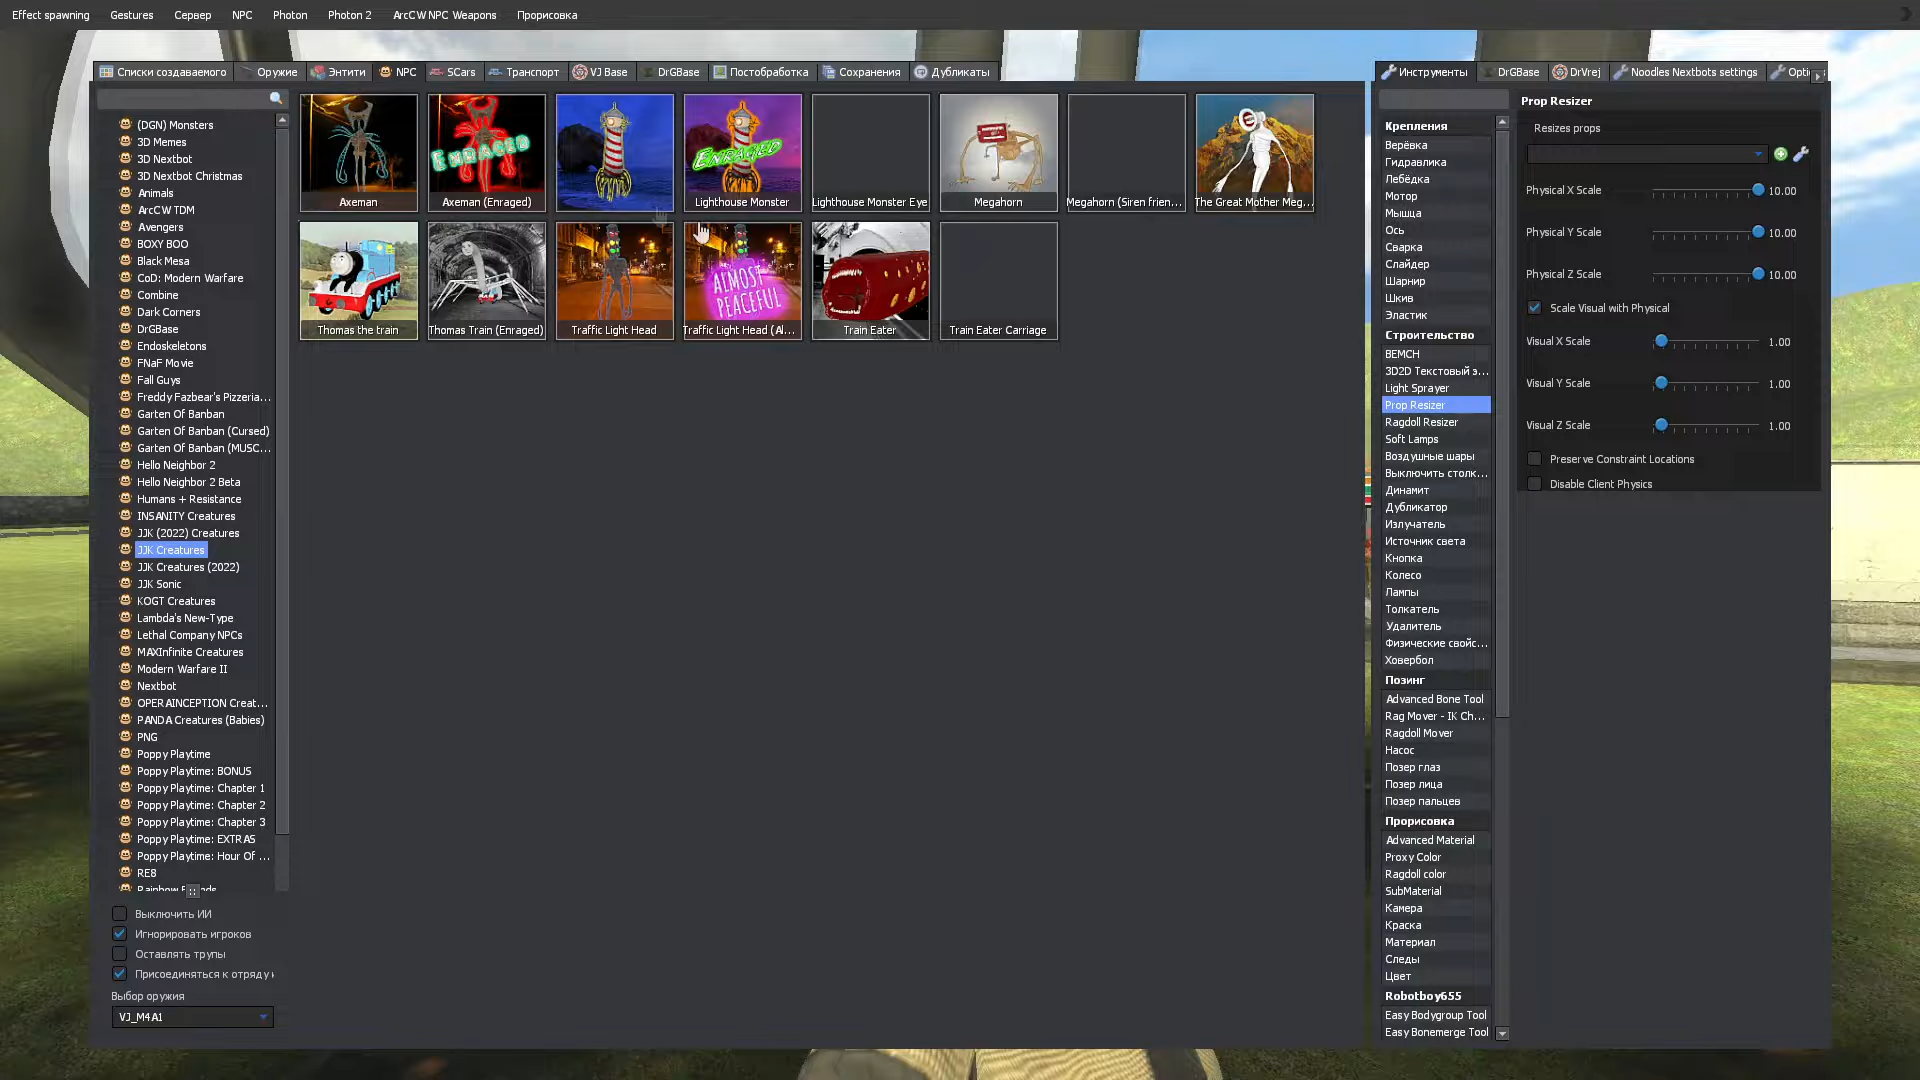 Effect spawning Gestures Сервер NPC Photon Photon 2 ArcCW NPC Weapons Прорисовка
Списки создаваемого Оружие Энтити NPC SCars Транспорт VJ Base DrGBase Постобработка Сохранения Дубликаты
(DGN) Monsters
3D Memes
3D Nextbot
3D Nextbot Christmas
Animals
ArcCW TDM
Avengers
BOXY BOO
Black Mesa
CoD: Modern Warfare
Combine
Dark Corners
DrGBase
Endoskeletons
FNaF Movie
Fall Guys
Freddy Fazbear's Pizzeria...
Garten Of Banban
Garten Of Banban (Cursed)
Garten Of Banban (MUSC...
Hello Neighbor 2
Hello Neighbor 2 Beta
Humans + Resistance
INSANITY Creatures
JJK (2022) Creatures
JJK Creatures
JJK Creatures (2022)
JJK Sonic
KOGT Creatures
Lambda's New-Type
Lethal Company NPCs
MAXInfinite Creatures
Modern Warfare II
Nextbot
OPERAINCEPTION Creat...
PANDA Creatures (Babies)
PNG
Poppy Playtime
Poppy Playtime: BONUS
Poppy Playtime: Chapter 1
Poppy Playtime: Chapter 2
Poppy Playtime: Chapter 3
Poppy Playtime: EXTRAS
Poppy Playtime: Hour Of ...
RE8
Выключить ИИ
Игнорировать игроков
Оставлять трупы
Присоединяться к отряду
Выбор оружия
VJ_M4A1
ENRAGED
ENRAGED
Axeman Axeman (Enraged) Lighthouse Monster Lighthouse Monster Eye Megahorn Megahorn (Siren frien... The Great Mother Meg...
ALMOST
PEACEFUL
Thomas the train Thomas Train (Enraged) Traffic Light Head Traffic Light Head (Al... Train Eater Train Eater Carriage
Инструменты DrGBase DrVrej Noodles Nextbots settings Opti
Крепления
Верёвка
Гидравлика
Лебёдка
Мотор
Мышца
Ось
Сварка
Слайдер
Шарнир
Шкив
Эластик
Строительство
BEMCH
3D2D Текстовый э...
Light Sprayer
Prop Resizer
Ragdoll Resizer
Soft Lamps
Воздушные шары
Выключить столк...
Динамит
Дубликатор
Излучатель
Источник света
Кнопка
Колесо
Лампы
Толкатель
Удалитель
Физические свойс...
Ховербол
Позинг
Advanced Bone Tool
Rag Mover - IK Ch...
Ragdoll Mover
Насос
Позер глаз
Позер лица
Позер пальцев
Прорисовка
Advanced Material
Proxy Color
Ragdoll color
SubMaterial
Камера
Краска
Материал
Следы
Цвет
Robotboy655
Easy Bodygroup Tool
Easy Bonemerge Tool
Prop Resizer
Resizes props
Physical X Scale 10.00
Physical Y Scale 10.00
Physical Z Scale 10.00
Scale Visual with Physical
Visual X Scale 1.00
Visual Y Scale 1.00
Visual Z Scale 1.00
Preserve Constraint Locations
Disable Client Physics